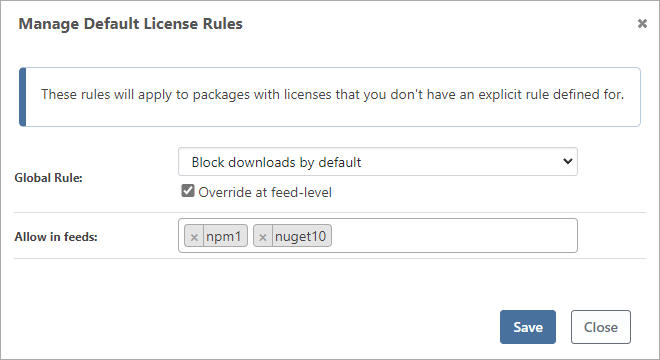 Manage Default License Rules
These rules will apply to packages with licenses that you don't have an explicit rule defined for.
Global Rule:
Block downloads by default
Override at feed-level
Allow in feeds:
× npm1 × nuget10
Save Close